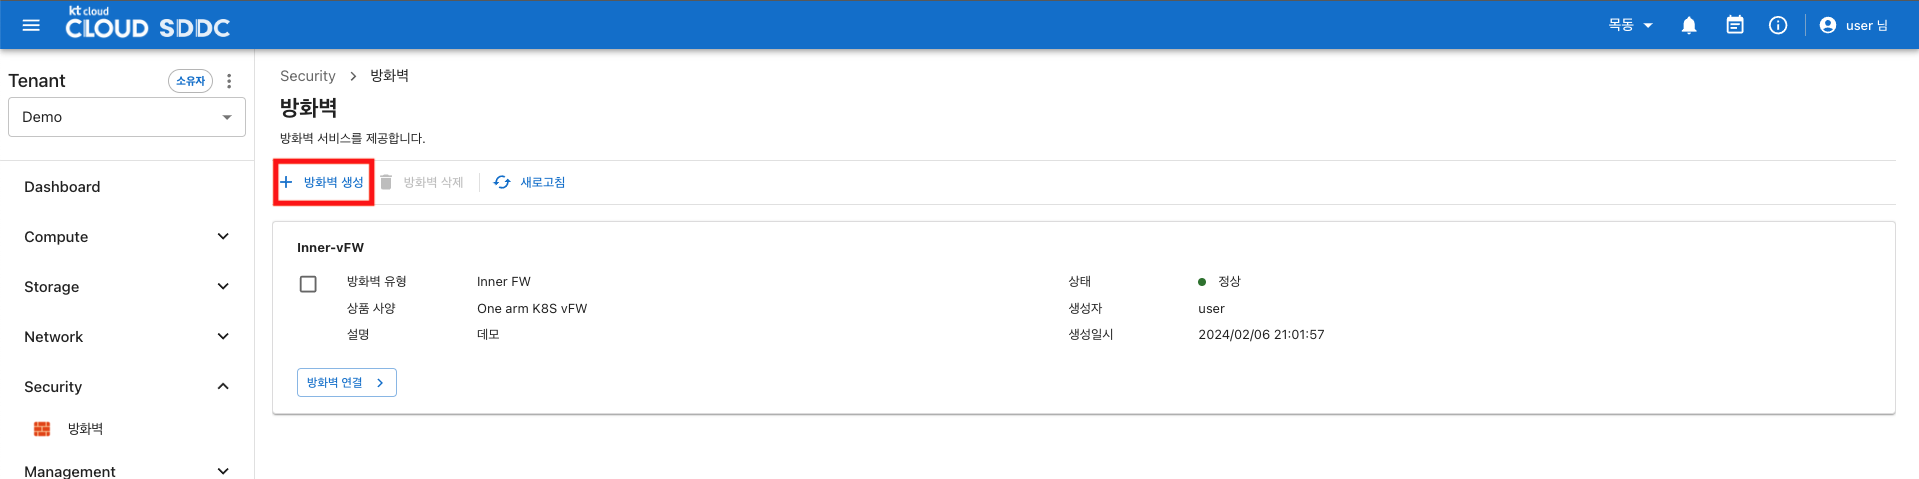 kt cloud
CLOUD SDDC
목동
user 님
Tenant
소유자
Demo
Dashboard
Compute
Storage
Network
Security
방화벽
Management
Security > 방화벽
방화벽
방화벽 서비스를 제공합니다.
+ 방화벽 생성
방화벽 삭제
새로고침
Inner-vFW
방화벽 유형 Inner FW 상태 정상
상품 사양 One arm K8S vFW 생성자 user
설명 데모 생성일시 2024/02/06 21:01:57
방화벽 연결 >